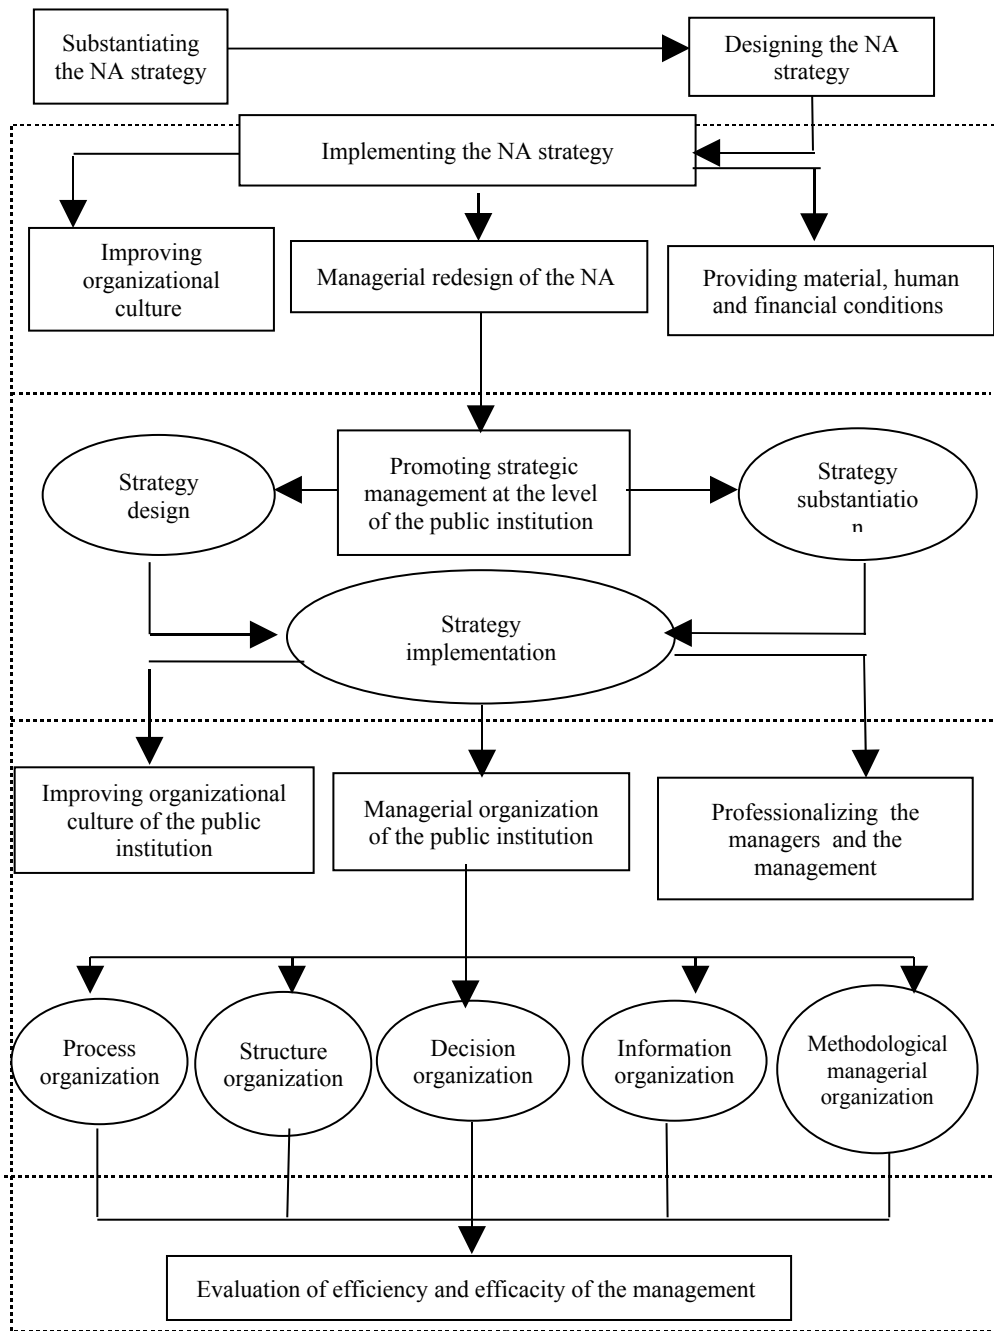 Substantiating
the NA strategy
Designing the NA
strategy
Implementing the NA strategy
Improving
organizational
culture
Managerial redesign of the NA
Providing material, human
and financial conditions
Strategy
design
Promoting strategic
management at the level
of the public institution
Strategy
substantiatio
n
Strategy
implementation
Improving organizational
culture of the public
institution
Managerial organization
of the public institution
Professionalizing the
managers and the
management
Process
organization
Structure
organization
Decision
organization
Information
organization
Methodological
managerial
organization
Evaluation of efficiency and efficacity of the management